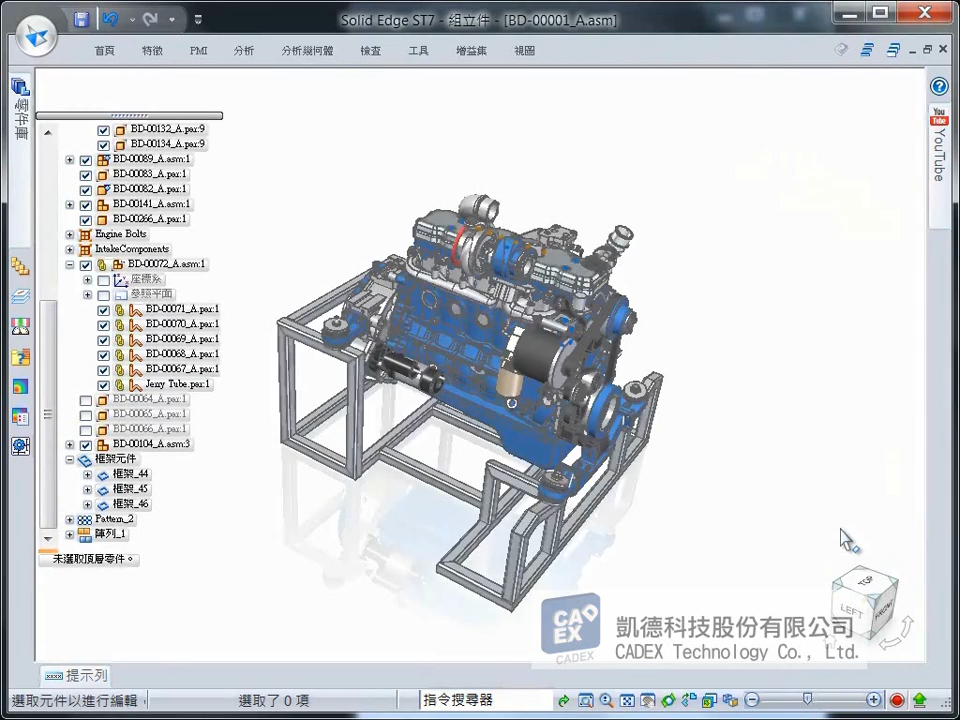 Solid Edge ST7 - 組立件 - [BD-00001_A.asm]
首頁 特徵 PMI 分析 分析幾何體 檢查 工具 增益集 視圖
零件庫
You Tube
YouTube
BD-00132_A.par:9
BD-00134_A.par:9
BD-00089_A.asm:1
BD-00083_A.par:1
BD-00082_A.par:1
BD-00141_A.asm:1
BD-00266_A.par:1
Engine Bolts
IntakeComponents
BD-00072_A.asm:1
座標系
參照平面
BD-00071_A.par:1
BD-00070_A.par:1
BD-00069_A.par:1
BD-00068_A.par:1
BD-00067_A.par:1
Jerry Tube.par:1
BD-00064_A.par:1
BD-00065_A.par:1
BD-00066_A.par:1
BD-00104_A.asm:3
框架元件
框架_44
框架_45
框架_46
Pattern_2
陣列_1
未選取頂層零件。
TOP
LEFT
FRONT
CAD
EX
CADEX
凱德科技股份有限公司
CADEX Technology Co., Ltd.
提示列
選取元件以進行編輯，
選取了 0 項
指令搜尋器